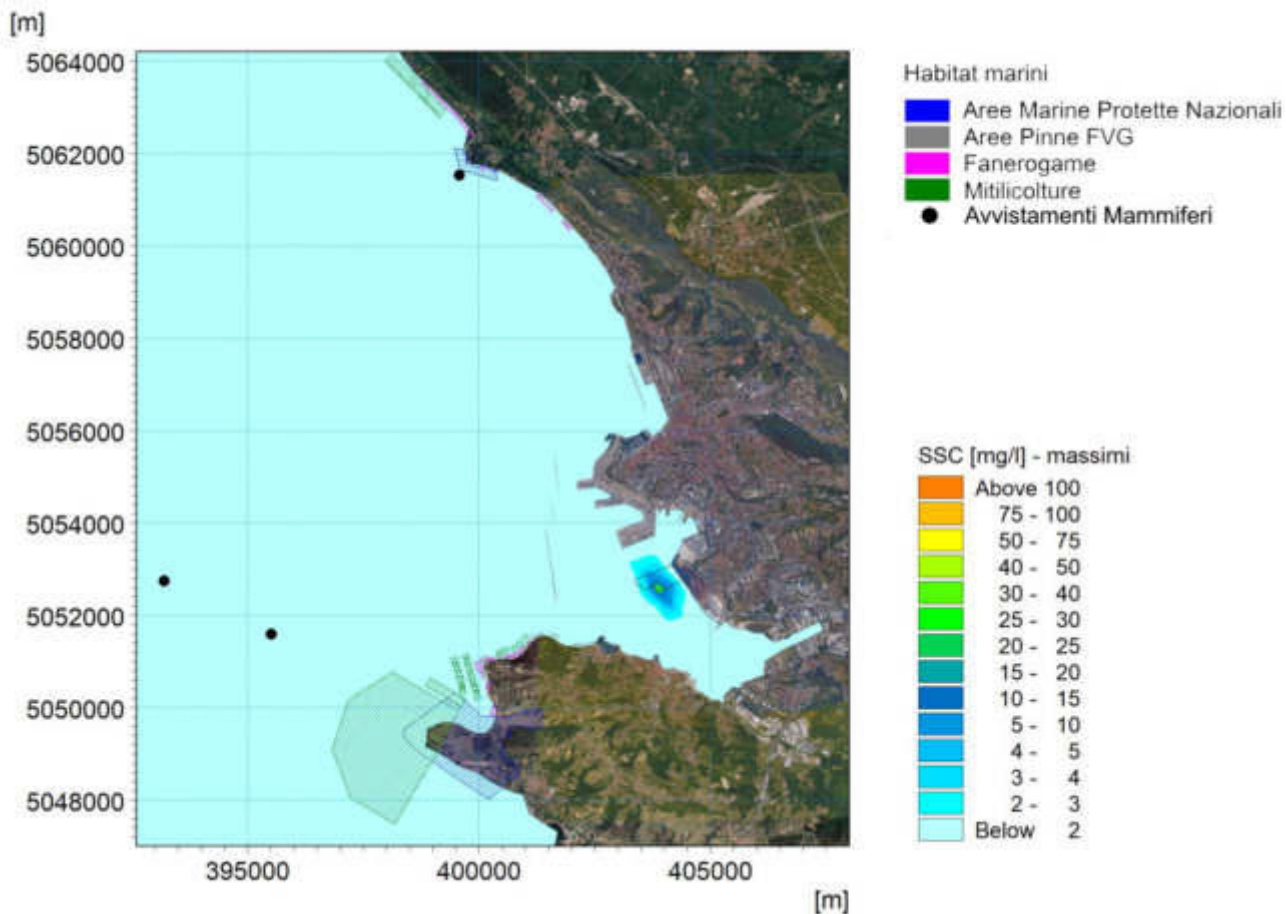 [m]
5064000
5062000
5060000
5058000
5056000
5054000
5052000
5050000
5048000
395000
400000
405000
[m]
Habitat marini
Aree Marine Protette Nazionali
Aree Pinne FVG
Fanerogame
Mitilicolture
Avvistamenti Mammiferi
SSC [mg/l] - massimi
Above 100
75 - 100
50 - 75
40 - 50
30 - 40
25 - 30
20 - 25
15 - 20
10 - 15
5 - 10
4 - 5
3 - 4
2 - 3
Below 2